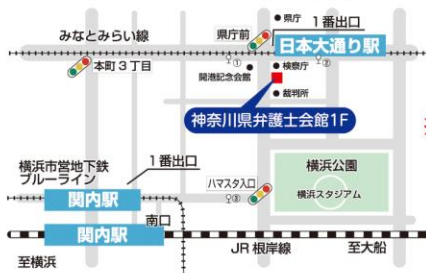 県庁
みなとみらい線
県庁前
1番出口
日本大通り駅
本町3丁目
開港記念会館
①
検察庁
②
裁判所
神奈川県弁護士会館1F
横浜市営地下鉄
ブルーライン
1番出口
関内駅
ハマスタ入口
③
横浜公園
横浜スタジアム
南口
関内駅
至横浜
JR根岸線
至大船